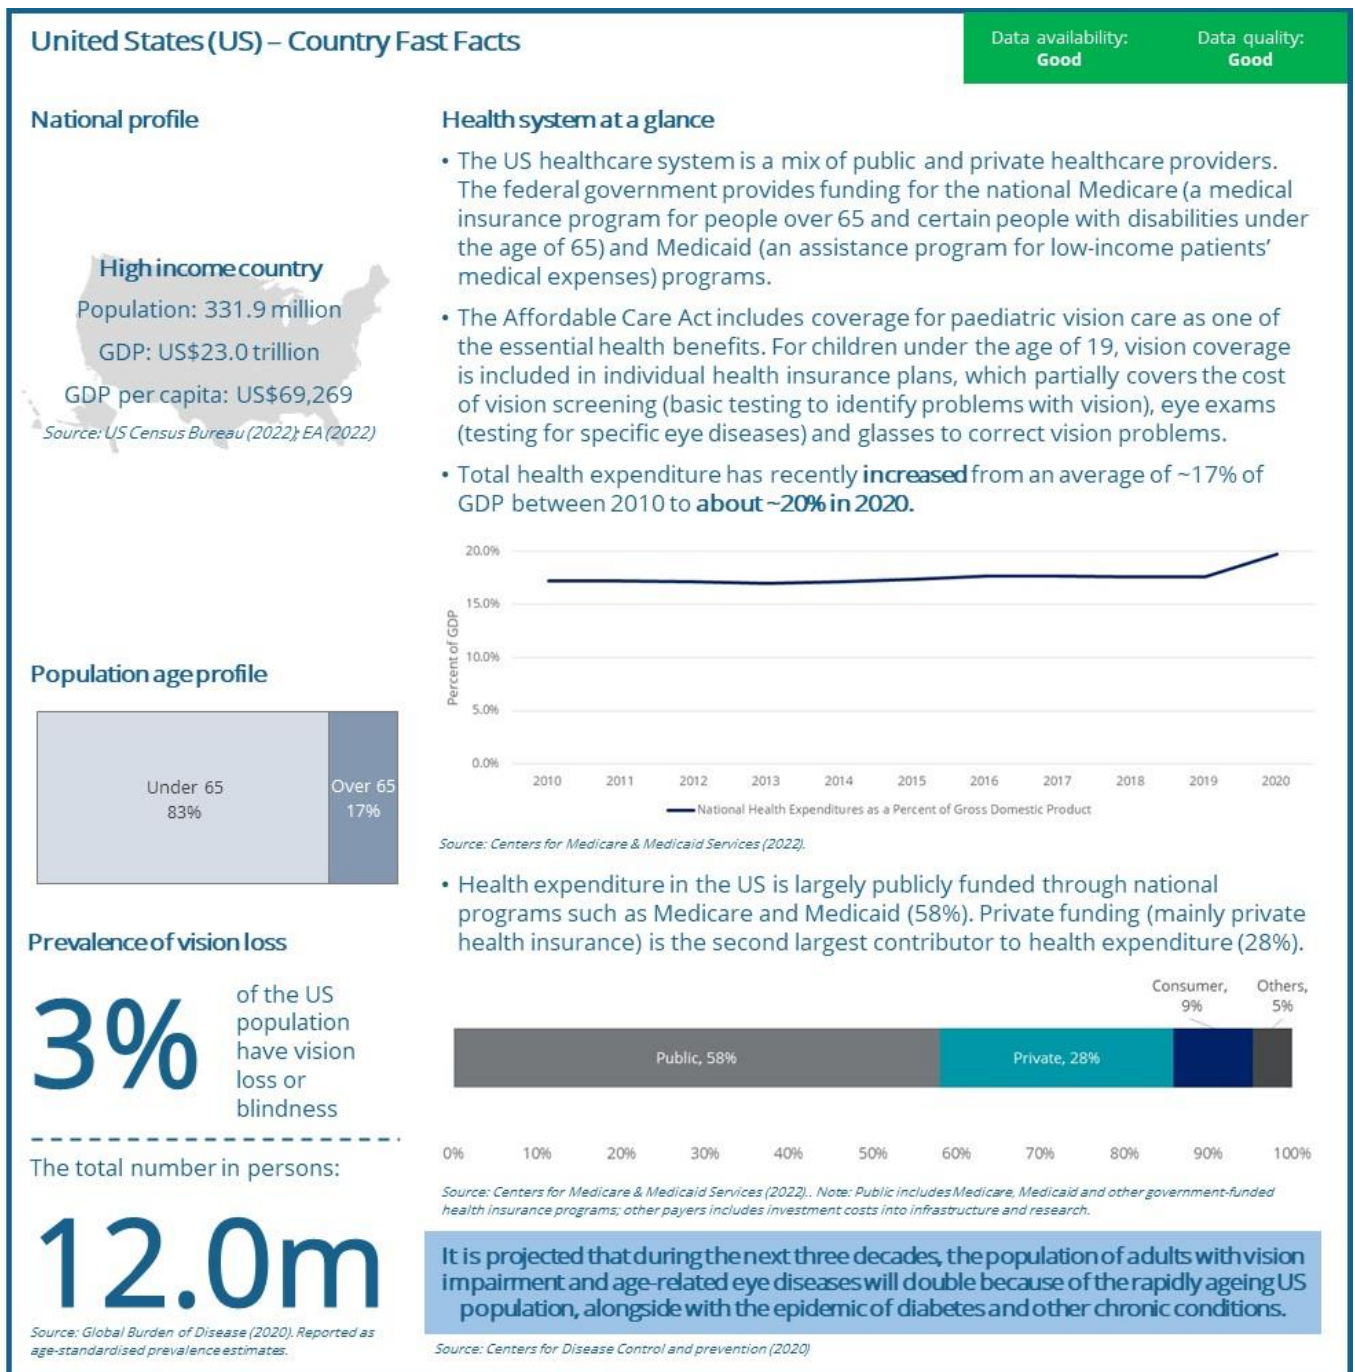 United States (US) – Country Fast Facts
Data availability:
Good
Data quality:
Good
National profile
High income country
Population: 331.9 million
GDP: US$23.0 trillion
GDP per capita: US$69,269
Source: US Census Bureau (2022); EA (2022)
Population age profile
Under 65
83%
Over 65
17%
Prevalence of vision loss
3%
of the US
population
have vision
loss or
blindness
The total number in persons:
12.0m
Source: Global Burden of Disease (2020). Reported as
age-standardised prevalence estimates.
Health system at a glance
• The US healthcare system is a mix of public and private healthcare providers.
The federal government provides funding for the national Medicare (a medical
insurance program for people over 65 and certain people with disabilities under
the age of 65) and Medicaid (an assistance program for low-income patients’
medical expenses) programs.
• The Affordable Care Act includes coverage for paediatric vision care as one of
the essential health benefits. For children under the age of 19, vision coverage
is included in individual health insurance plans, which partially covers the cost
of vision screening (basic testing to identify problems with vision), eye exams
(testing for specific eye diseases) and glasses to correct vision problems.
• Total health expenditure has recently increased from an average of ~17% of
GDP between 2010 to about ~20% in 2020.
20.0%
15.0%
10.0%
5.0%
0.0%
Percent of GDP
2010 2011 2012 2013 2014 2015 2016 2017 2018 2019 2020
National Health Expenditures as a Percent of Gross Domestic Product
Source: Centers for Medicare & Medicaid Services (2022).
• Health expenditure in the US is largely publicly funded through national
programs such as Medicare and Medicaid (58%). Private funding (mainly private
health insurance) is the second largest contributor to health expenditure (28%).
Consumer,
9%
Others,
5%
Public, 58%
Private, 28%
0% 10% 20% 30% 40% 50% 60% 70% 80% 90% 100%
Source: Centers for Medicare & Medicaid Services (2022).. Note: Public includes Medicare, Medicaid and other government-funded
health insurance programs; other payers includes investment costs into infrastructure and research.
It is projected that during the next three decades, the population of adults with vision
impairment and age-related eye diseases will double because of the rapidly ageing US
population, alongside with the epidemic of diabetes and other chronic conditions.
Source: Centers for Disease Control and prevention (2020)